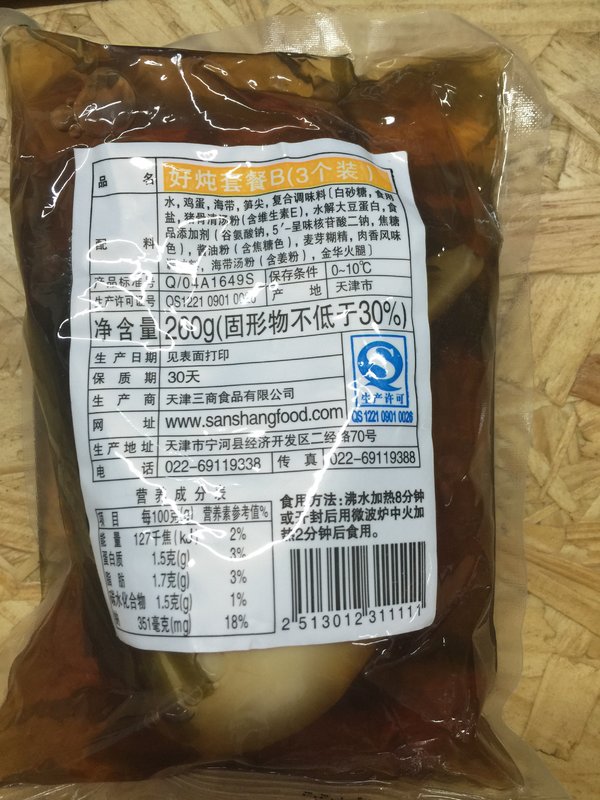 品 名 好炖套餐B(3个装)
水,鸡蛋,海带,笋尖,复合调味料(白砂糖,食用
盐,猪骨清汤粉(含维生素E),水解大豆蛋白,食
配 料 品添加剂(谷氨酸钠,5'-呈味核苷酸二钠,焦糖
色),酱油粉(含焦糖色),麦芽糊精,肉香风味
海带汤粉(含姜粉),金华火腿)
产品标准号 Q/04A1649S 保存条件 0~10℃
生产许可证号 QS1221 0901 0026 产 地 天津市
净含量 260g(固形物不低于30%)
生产日期 见表面打印
保 质 期 30天
生 产 商 天津三商食品有限公司
网 址 www.sanshangfood.com
生产许可
QS1221 0901 0026
生产地址 天津市宁河县经济开发区二经路70号
电 话 022-69119338 传 真 022-69119388
营养成分表
项目 每100克(g) 营养素参考值%
能量 127千焦(kJ) 2%
蛋白质 1.5克(g) 3%
脂 肪 1.7克(g) 3%
碳水化合物 1.5克(g) 1%
351毫克(mg) 18%
食用方法:沸水加热8分钟
或开封后用微波炉中火加
热2分钟后食用。
2 513012 311111